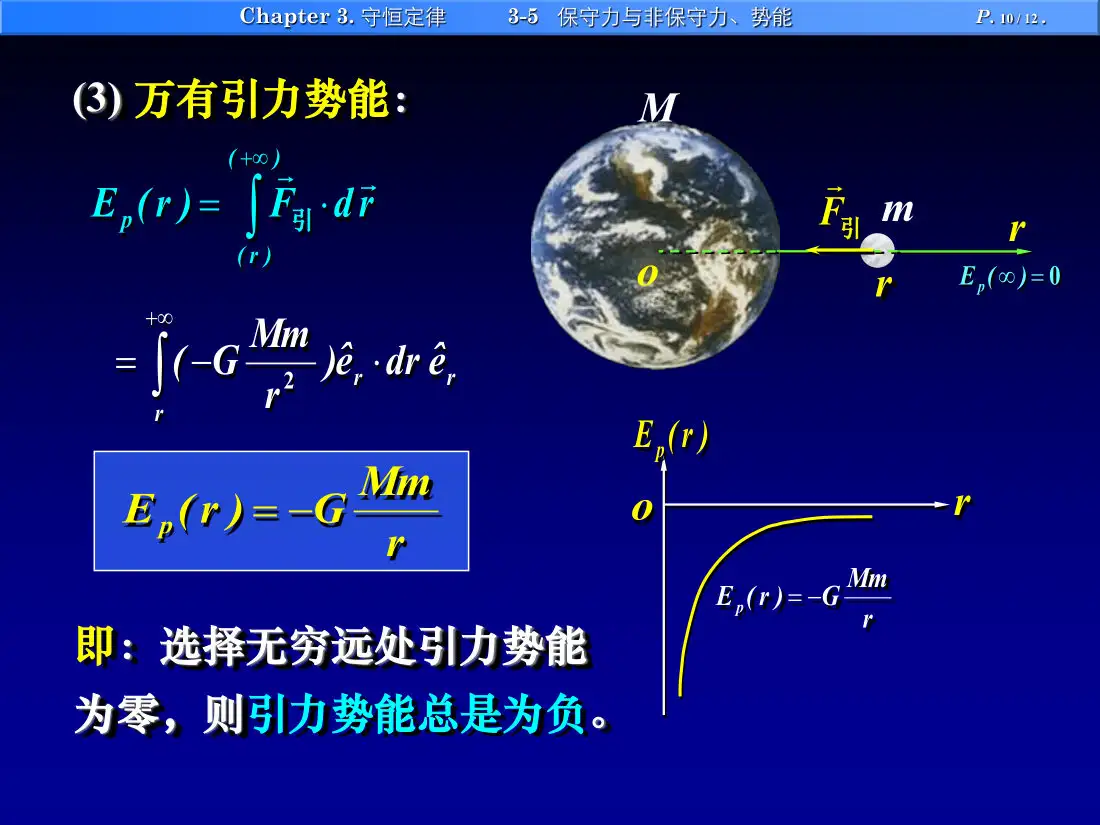 Chapter 3. 守恒定律 3-5 保守力与非保守力、势能 P. 10 / 12 .
(3) 万有引力势能：
E_p(r) = ∫_{(r)}^{(+∞)} F⃗_引 · d r⃗
= ∫_r^{+∞} (−G Mm/r²) ê_r · dr ê_r
E_p(r) = −G Mm/r
即：选择无穷远处引力势能
为零，则引力势能总是为负。
M
F⃗_引 m
r
o
r
E_p(∞) = 0
E_p(r)
o
r
E_p(r) = −G Mm/r